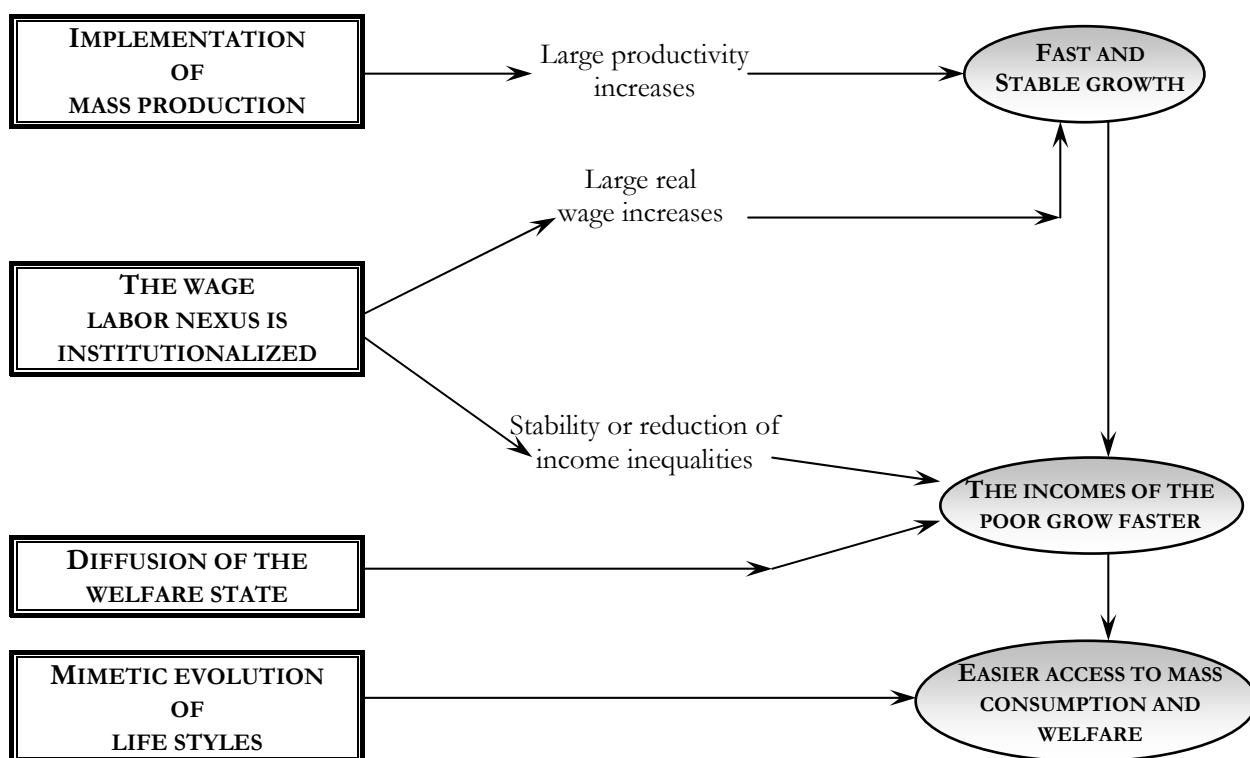 IMPLEMENTATION
OF
MASS PRODUCTION
Large productivity
increases
FAST AND
STABLE GROWTH
Large real
wage increases
THE WAGE
LABOR NEXUS IS
INSTITUTIONALIZED
Stability or reduction of
income inequalities
THE INCOMES OF THE
POOR GROW FASTER
DIFFUSION OF THE
WELFARE STATE
MIMETIC EVOLUTION
OF
LIFE STYLES
EASIER ACCESS TO MASS
CONSUMPTION AND
WELFARE